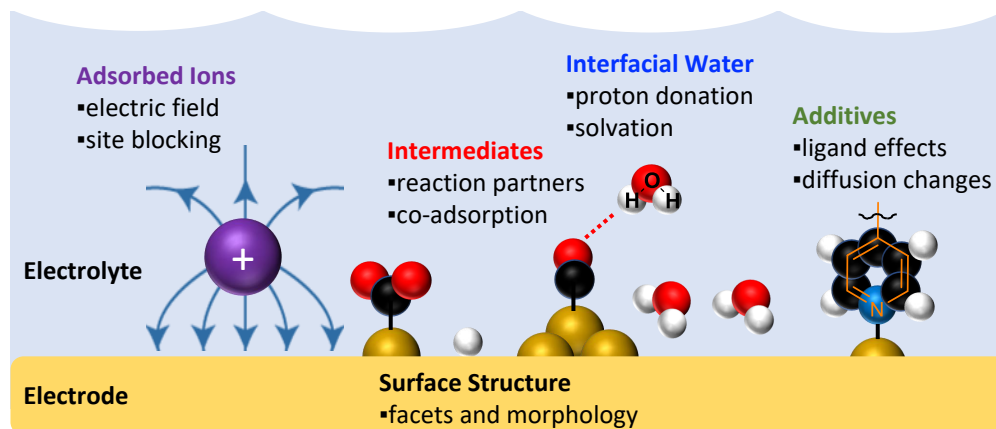 Adsorbed Ions
▪electric field
▪site blocking
Intermediates
▪reaction partners
▪co-adsorption
Interfacial Water
▪proton donation
▪solvation
Additives
▪ligand effects
▪diffusion changes
O
H H
+
Electrolyte
N
Electrode
Surface Structure
▪facets and morphology